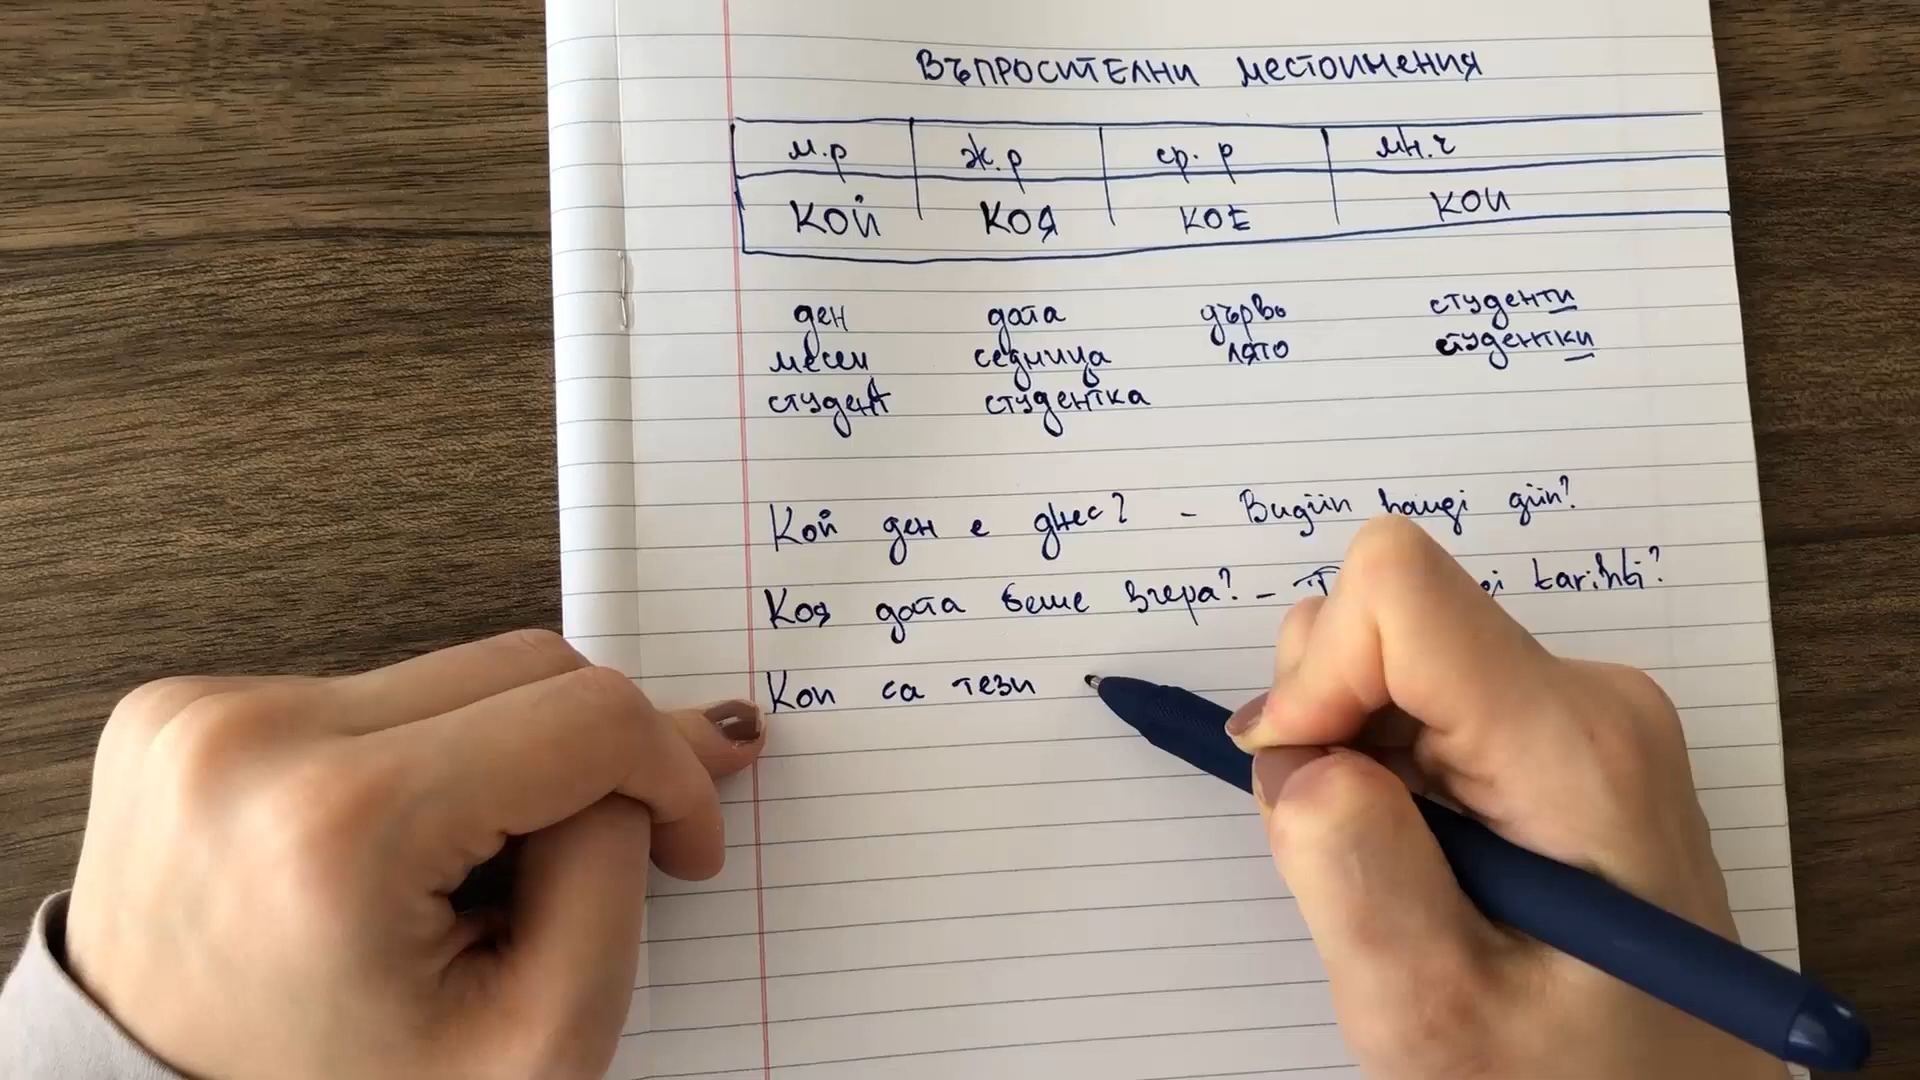 ВЪПРОСИТЕЛНИ МЕСТОИМЕНИЯ
м.р ж.р ср.р мн.ч
КОЙ КОЯ КОЕ КОИ
ден дата дърво студенти
месец седмица лято студентки
студент студентка
Кой ден е днес? - Bugün hangi gün?
Коя дата беше вчера? - tarihti?
Кои са тези